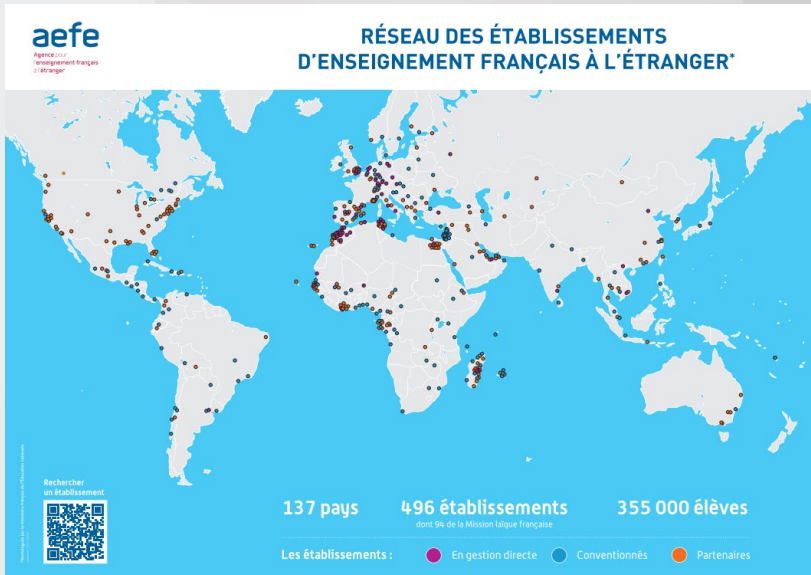 aefe
Agence pour
l'enseignement français
à l'étranger
RÉSEAU DES ÉTABLISSEMENTS
D'ENSEIGNEMENT FRANÇAIS À L'ÉTRANGER*
Rechercher
un établissement
137 pays
496 établissements
dont 94 de la Mission laïque française
355 000 élèves
Les établissements :
En gestion directe
Conventionnés
Partenaires